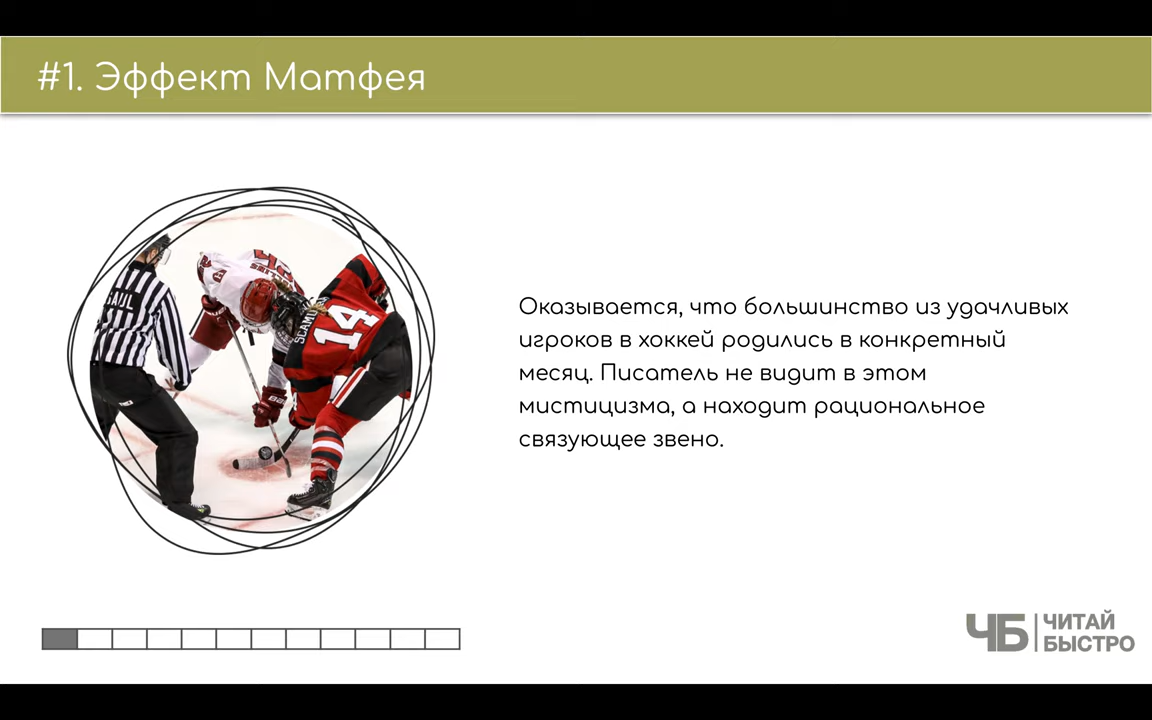 #1. Эффект Матфея
SAUL
14
Оказывается, что большинство из удачливых
игроков в хоккей родились в конкретный
месяц. Писатель не видит в этом
мистицизма, а находит рациональное
связующее звено.
ЧБ
ЧИТАЙ
БЫСТРО